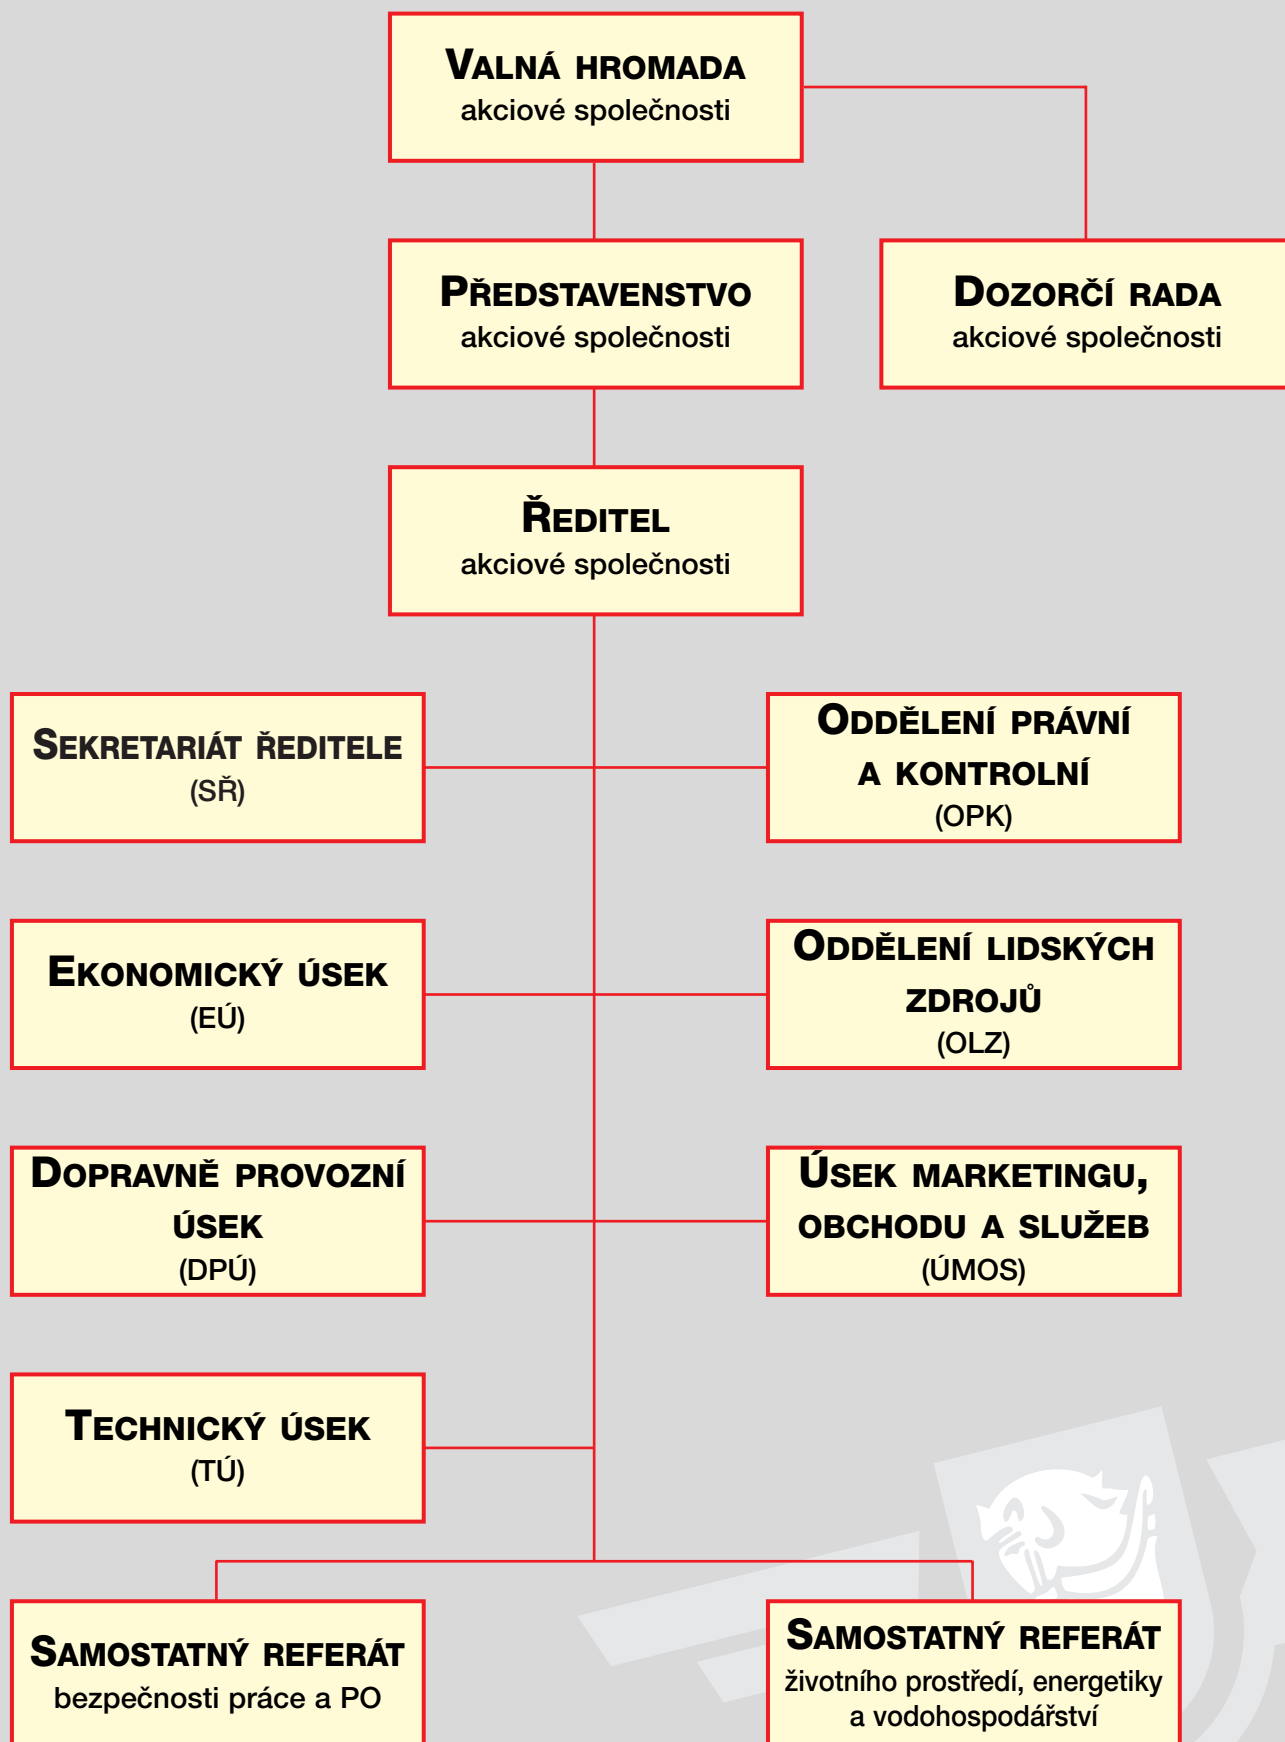 VALNÁ HROMADA
akciové společnosti
PŘEDSTAVENSTVO
akciové společnosti
DOZORČÍ RADA
akciové společnosti
ŘEDITEL
akciové společnosti
SEKRETARIÁT ŘEDITELE
(SŘ)
ODDĚLENÍ PRÁVNÍ
A KONTROLNÍ
(OPK)
EKONOMICKÝ ÚSEK
(EÚ)
ODDĚLENÍ LIDSKÝCH
ZDROJŮ
(OLZ)
DOPRAVNĚ PROVOZNÍ
ÚSEK
(DPÚ)
ÚSEK MARKETINGU,
OBCHODU A SLUŽEB
(ÚMOS)
TECHNICKÝ ÚSEK
(TÚ)
SAMOSTATNÝ REFERÁT
bezpečnosti práce a PO
SAMOSTATNÝ REFERÁT
životního prostředí, energetiky
a vodohospodářství